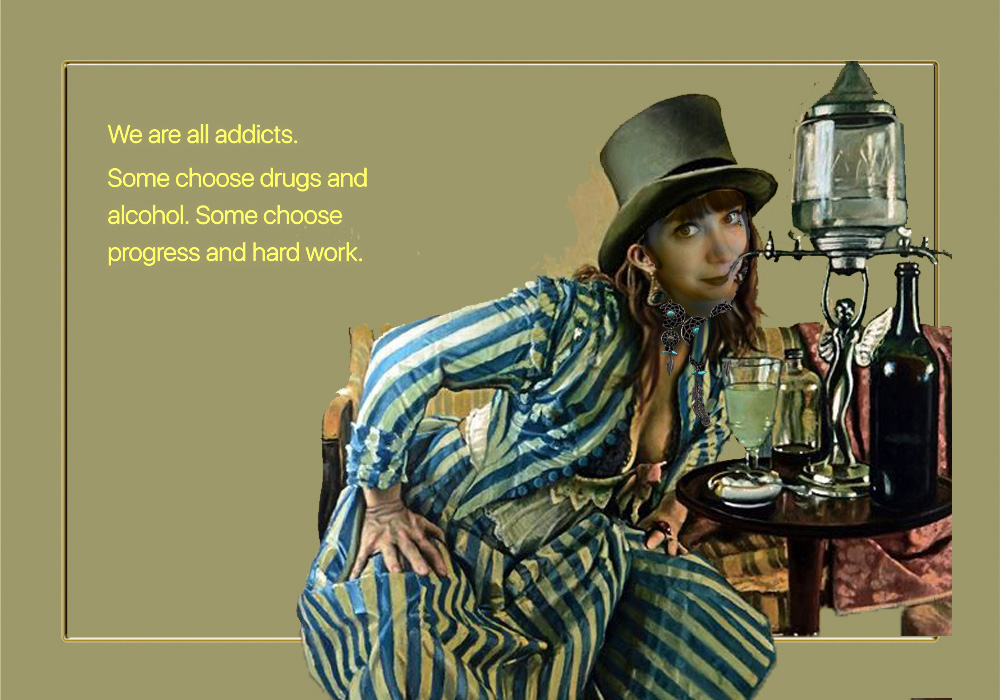 We are all addicts.
Some choose drugs and
alcohol. Some choose
progress and hard work.